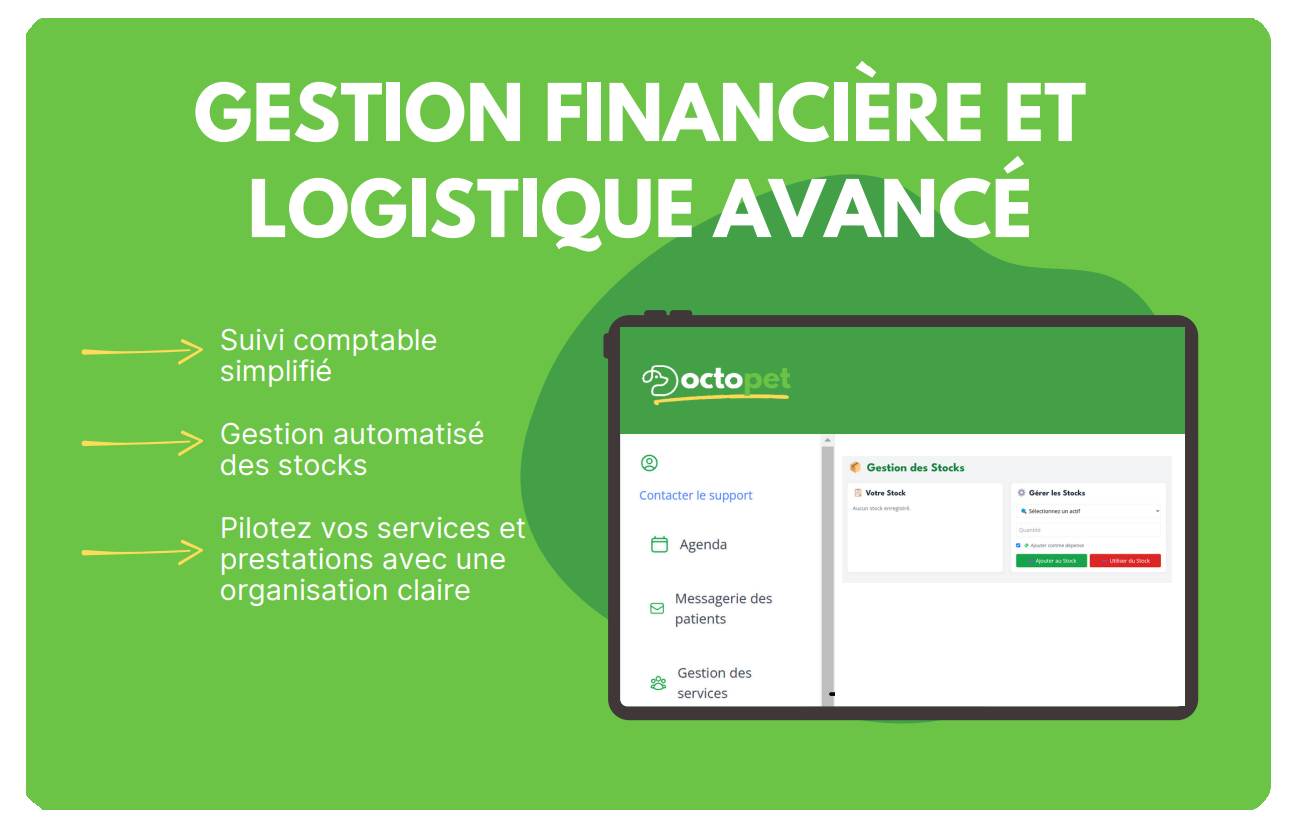 GESTION FINANCIÈRE ET
LOGISTIQUE AVANCÉ
Suivi comptable
simplifié
Gestion automatisé
des stocks
Pilotez vos services et
prestations avec une
organisation claire
octopet
Contacter le support
Agenda
Messagerie des
patients
Gestion des
services
Gestion des Stocks
Votre Stock
Aucun stock enregistré.
Gérer les Stocks
Sélectionnez un actif
Quantité
Ajouter comme dépense
Ajouter au Stock
Utiliser du Stock